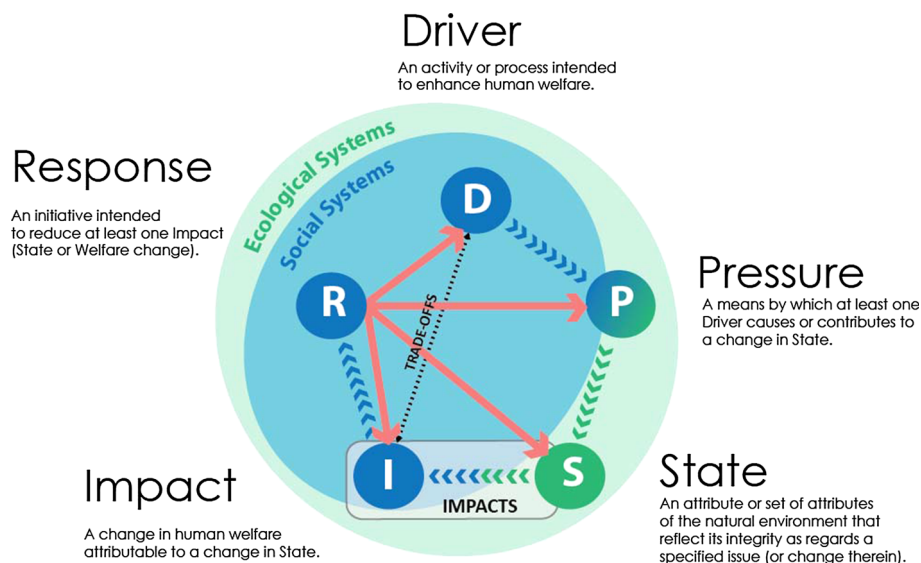 Driver
An activity or process intended
to enhance human welfare.
Response
An initiative intended
to reduce at least one Impact
(State or Welfare change).
Ecological Systems
Social Systems
D
R
P
TRADE-OFFS
Pressure
A means by which at least one
Driver causes or contributes to
a change in State.
I
S
IMPACTS
Impact
A change in human welfare
attributable to a change in State.
State
An attribute or set of attributes
of the natural environment that
reflect its integrity as regards a
specified issue (or change therein).